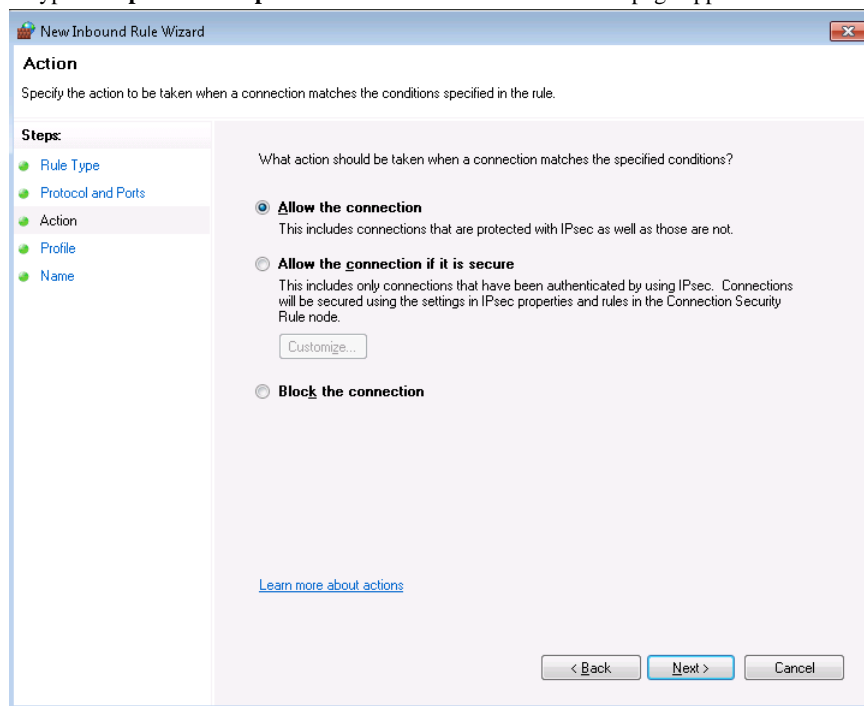 New Inbound Rule Wizard
Action
Specify the action to be taken when a connection matches the conditions specified in the rule.
Steps:
Rule Type
Protocol and Ports
Action
Profile
Name
What action should be taken when a connection matches the specified conditions?
Allow the connection
This includes connections that are protected with IPsec as well as those are not.
Allow the connection if it is secure
This includes only connections that have been authenticated by using IPsec. Connections
will be secured using the settings in IPsec properties and rules in the Connection Security
Rule node.
Customize...
Block the connection
Learn more about actions
< Back Next > Cancel